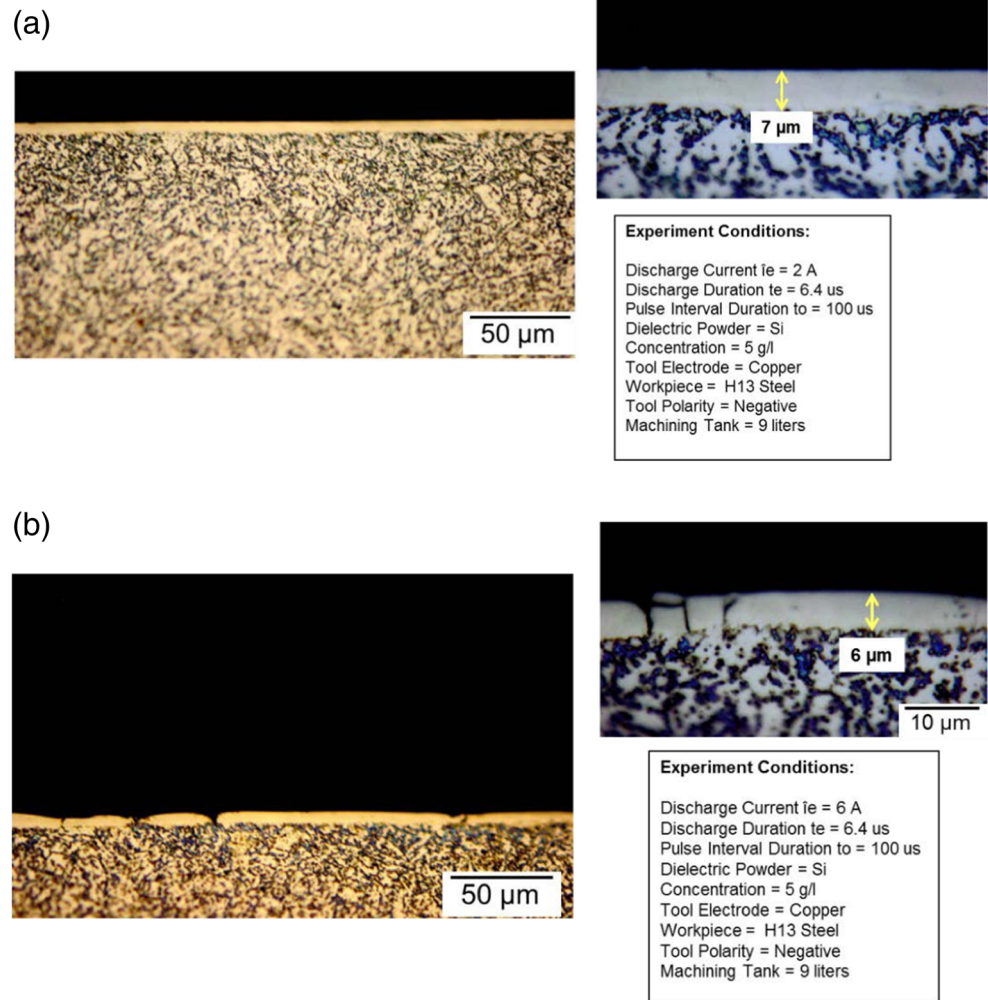 (a)
7 µm
50 µm
Experiment Conditions:
Discharge Current îe = 2 A
Discharge Duration te = 6.4 us
Pulse Interval Duration to = 100 us
Dielectric Powder = Si
Concentration = 5 g/l
Tool Electrode = Copper
Workpiece = H13 Steel
Tool Polarity = Negative
Machining Tank = 9 liters
(b)
6 µm
10 µm
50 µm
Experiment Conditions:
Discharge Current îe = 6 A
Discharge Duration te = 6.4 us
Pulse Interval Duration to = 100 us
Dielectric Powder = Si
Concentration = 5 g/l
Tool Electrode = Copper
Workpiece = H13 Steel
Tool Polarity = Negative
Machining Tank = 9 liters